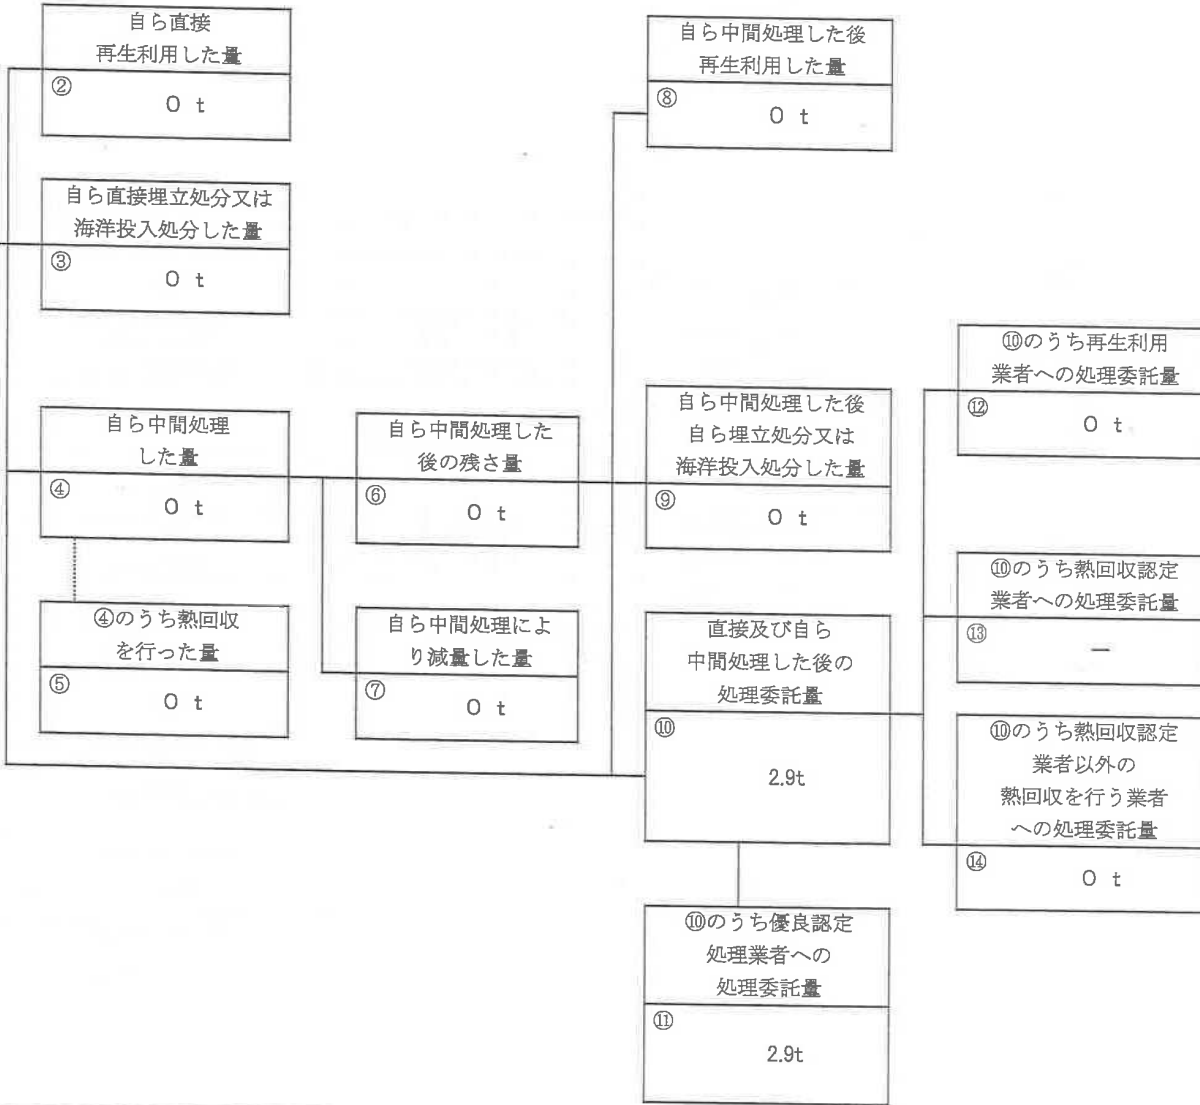 自ら直接
再生利用した量
②
0 t
自ら直接埋立処分又は
海洋投入処分した量
③
0 t
自ら中間処理
した量
④
0 t
④のうち熱回収
を行った量
⑤
0 t
自ら中間処理した
後の残さ量
⑥
0 t
自ら中間処理によ
り減量した量
⑦
0 t
自ら中間処理した後
再生利用した量
⑧
0 t
自ら中間処理した後
自ら埋立処分又は
海洋投入処分した量
⑨
0 t
直接及び自ら
中間処理した後の
処理委託量
⑩
2.9t
⑩のうち優良認定
処理業者への
処理委託量
⑪
2.9t
⑩のうち再生利用
業者への処理委託量
⑫
0 t
⑩のうち熱回収認定
業者への処理委託量
⑬
－
⑩のうち熱回収認定
業者以外の
熱回収を行う業者
への処理委託量
⑭
0 t